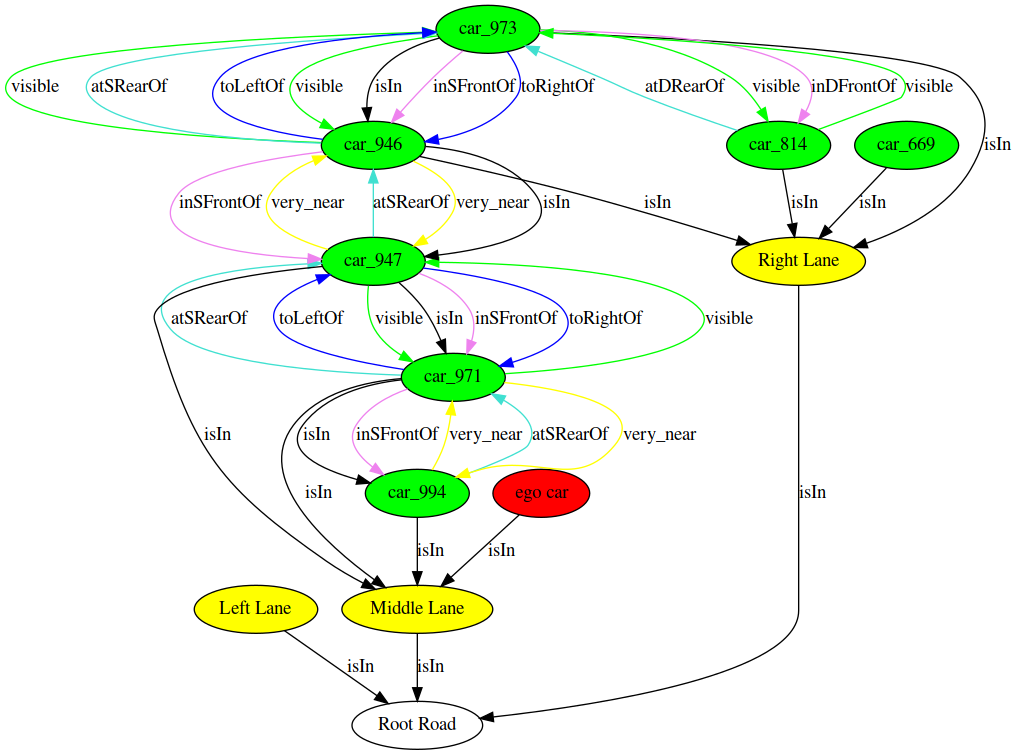 car_973
visible
atSRearOf
toLeftOf
visible
isIn
inSFrontOf
toRightOf
atDRearOf
visible
inDFrontOf
visible
car_946
car_814
car_669
isIn
inSFrontOf
very_near
atSRearOf
very_near
isIn
isIn
isIn
isIn
car_947
Right Lane
atSRearOf
toLeftOf
visible
isIn
inSFrontOf
toRightOf
visible
car_971
isIn
isIn
inSFrontOf
very_near
atSRearOf
very_near
isIn
car_994
ego car
isIn
isIn
isIn
Left Lane
Middle Lane
isIn
isIn
Root Road